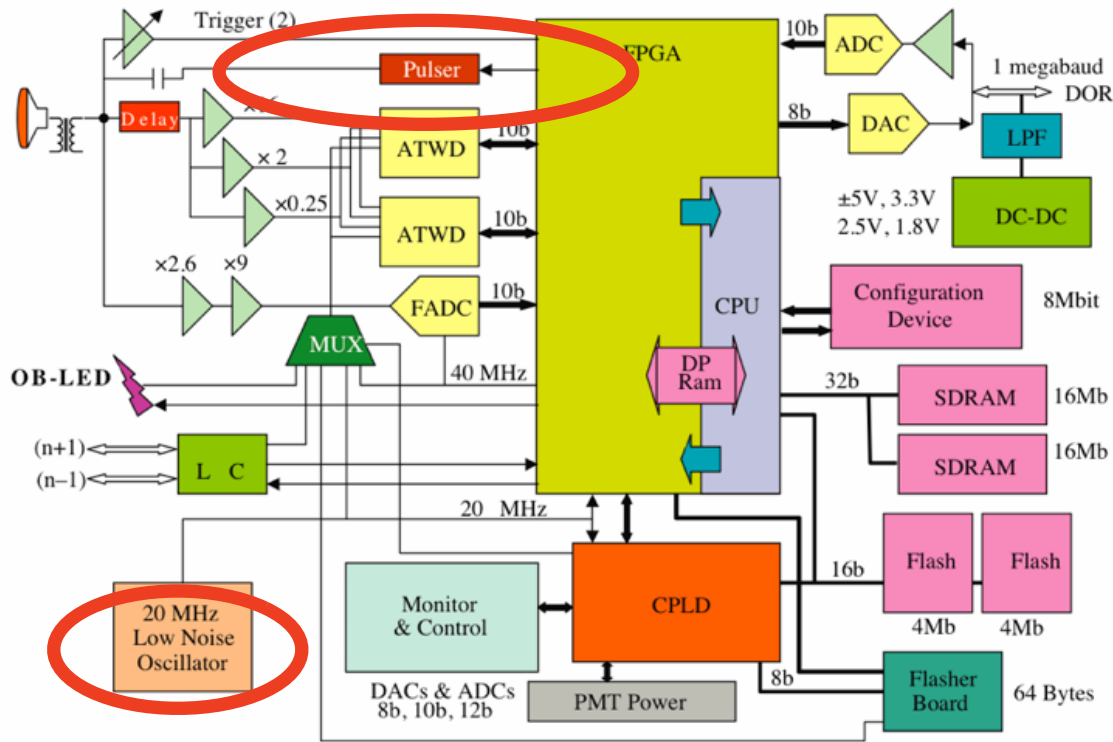 Trigger (2)
FPGA
10b
ADC
Pulser
1 megabaud
DOR
Delay
8b
DAC
LPF
10b
ATWD
× 2
×0.25
±5V, 3.3V
2.5V, 1.8V
DC-DC
ATWD
10b
×2.6
×9
FADC
10b
CPU
Configuration
Device
8Mbit
MUX
OB-LED
40 MHz
DP
Ram
32b
SDRAM
16Mb
SDRAM
16Mb
(n+1)
(n−1)
L C
20 MHz
16b
Flash
Flash
4Mb
4Mb
20 MHz
Low Noise
Oscillator
Monitor
& Control
CPLD
DACs & ADCs
8b, 10b, 12b
PMT Power
8b
Flasher
Board
64 Bytes